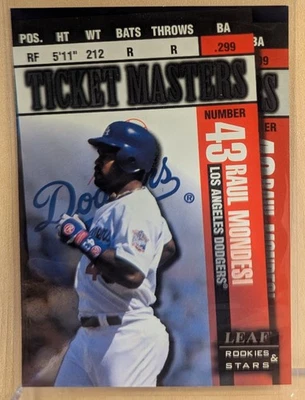 POS. HT WT BATS THROWS BA
RF 5'11" 212 R R .299
BA
.299
TICKET MASTERS
NUMBER
43
RAUL MONDESI
LOS ANGELES DODGERS®
Dodgers
®
LEAF
ROOKIES
& STARS